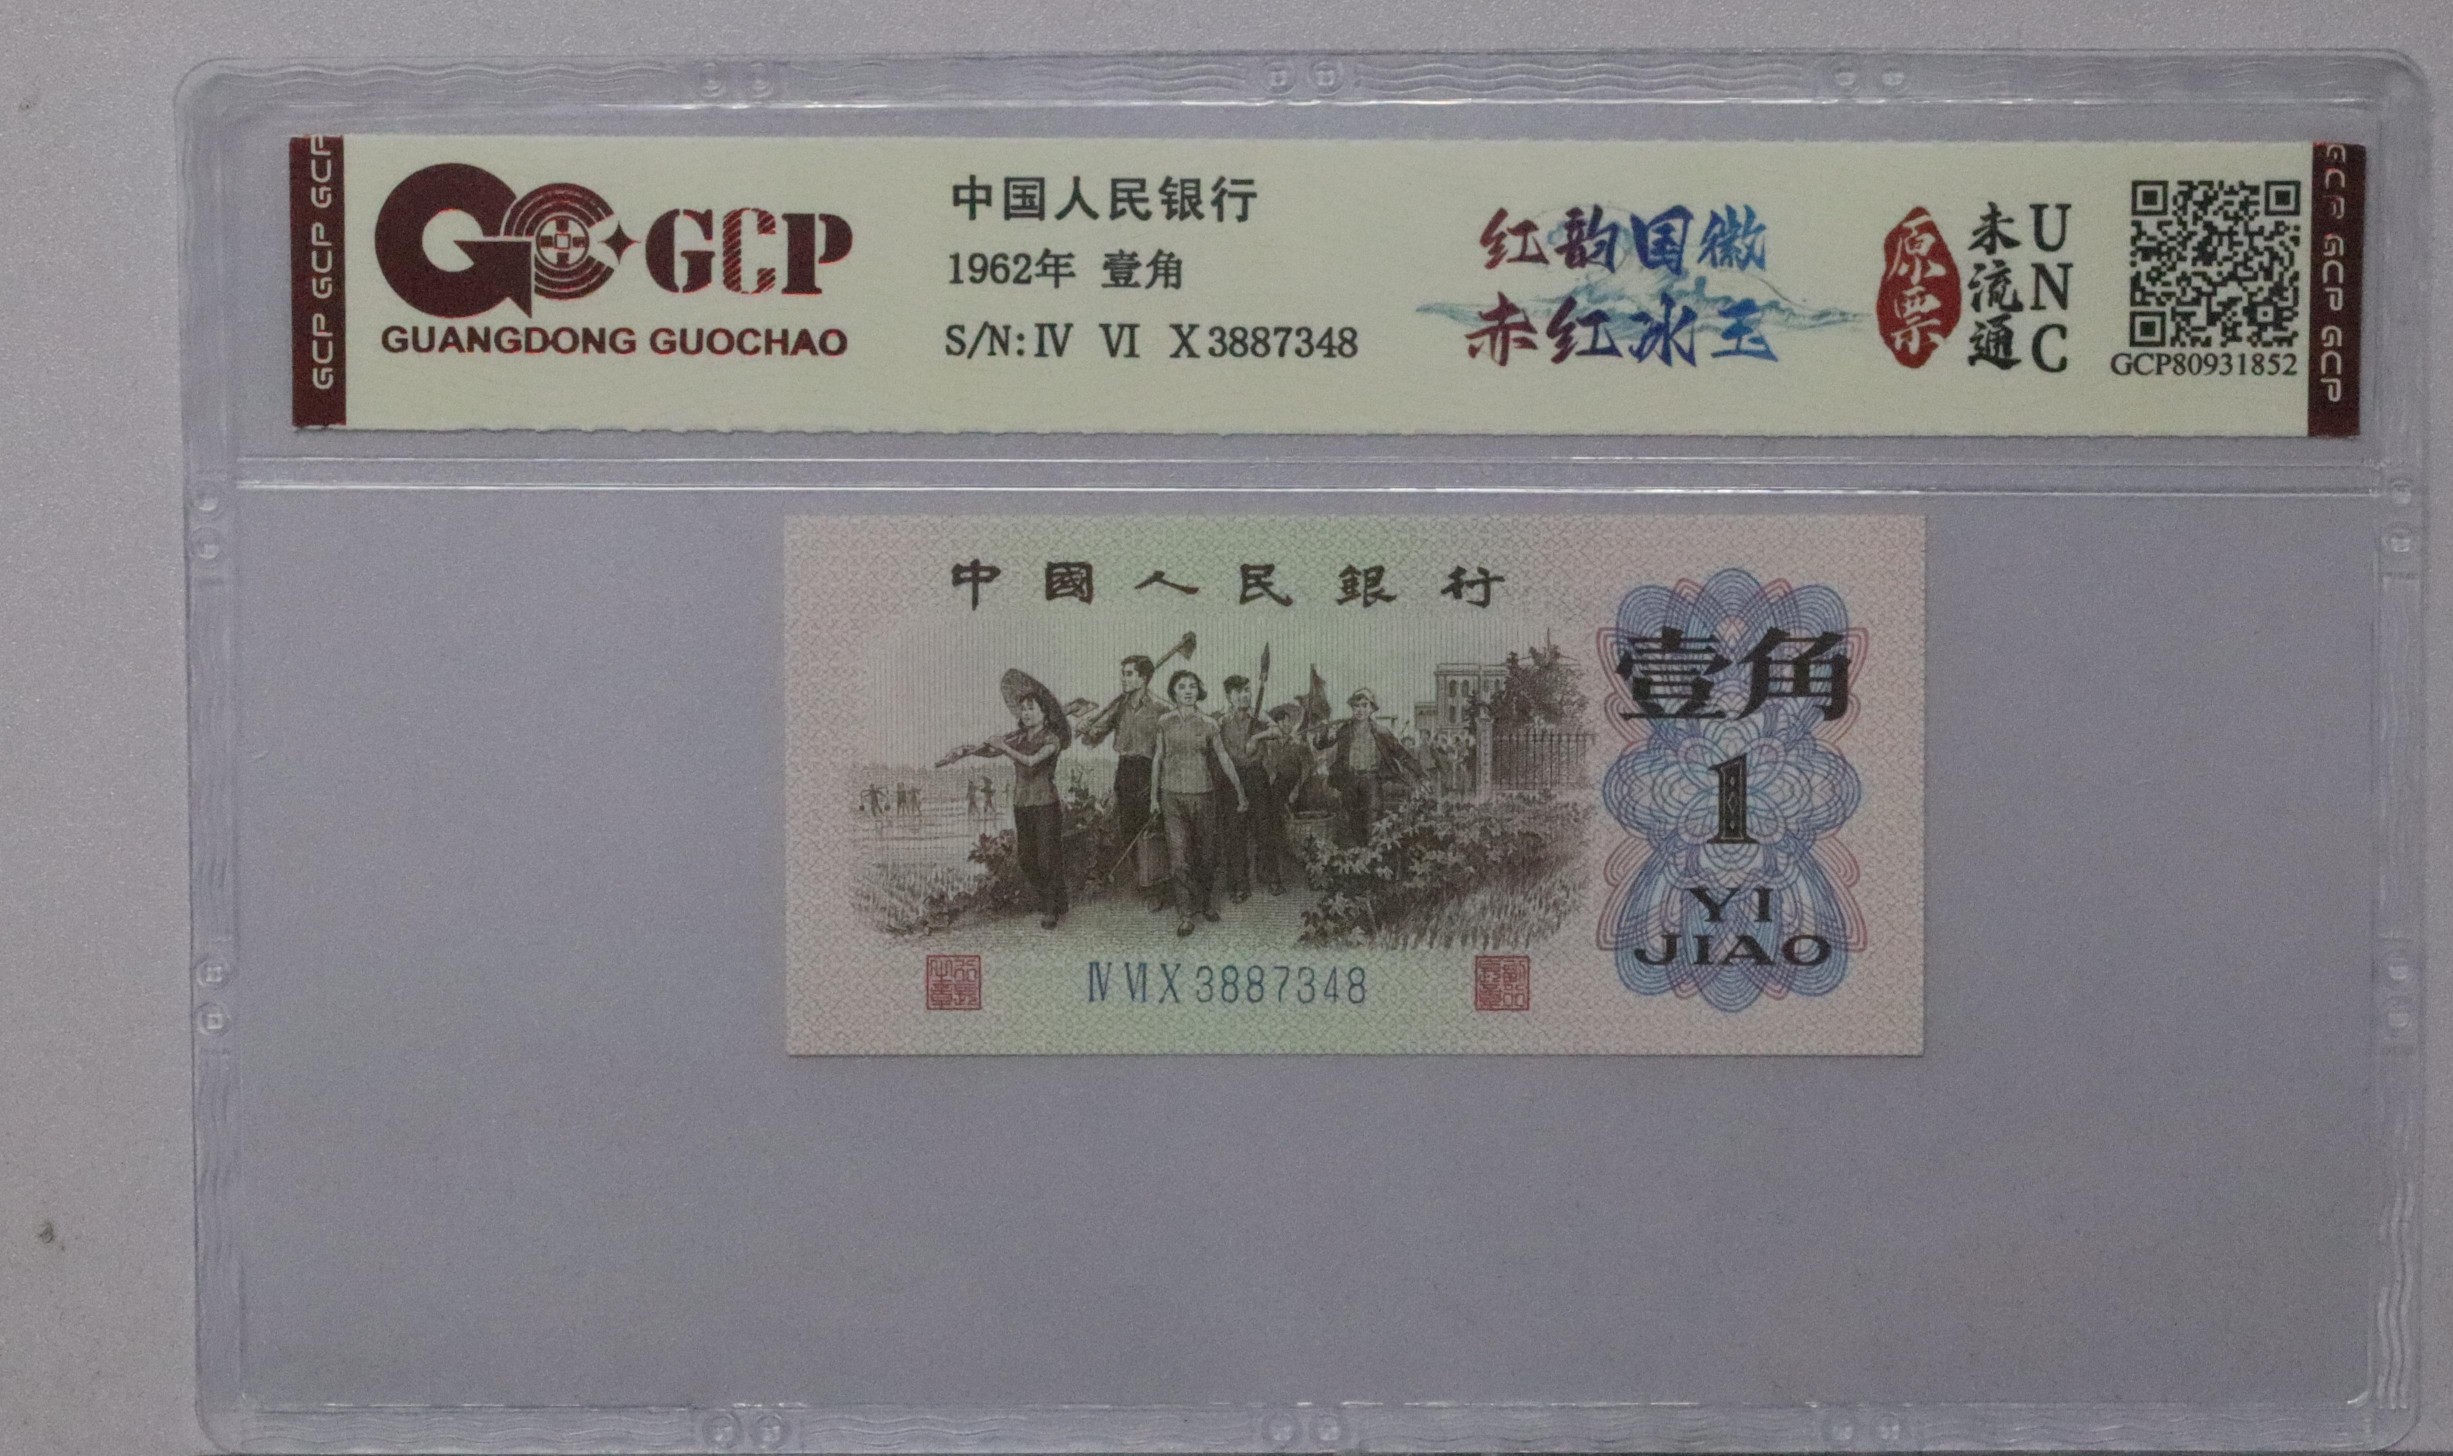 GCP GCP GCP
GCP
GUANGDONG GUOCHAO
中国人民银行
1962年 壹角
S/N: IV VI X 3887348
红韵国徽
赤红冰玉
原票
未流通
UNC
GCP80931852
GCP GCP GCP
中國人民銀行
壹角
1
YI
JIAO
IV VI X 3887348